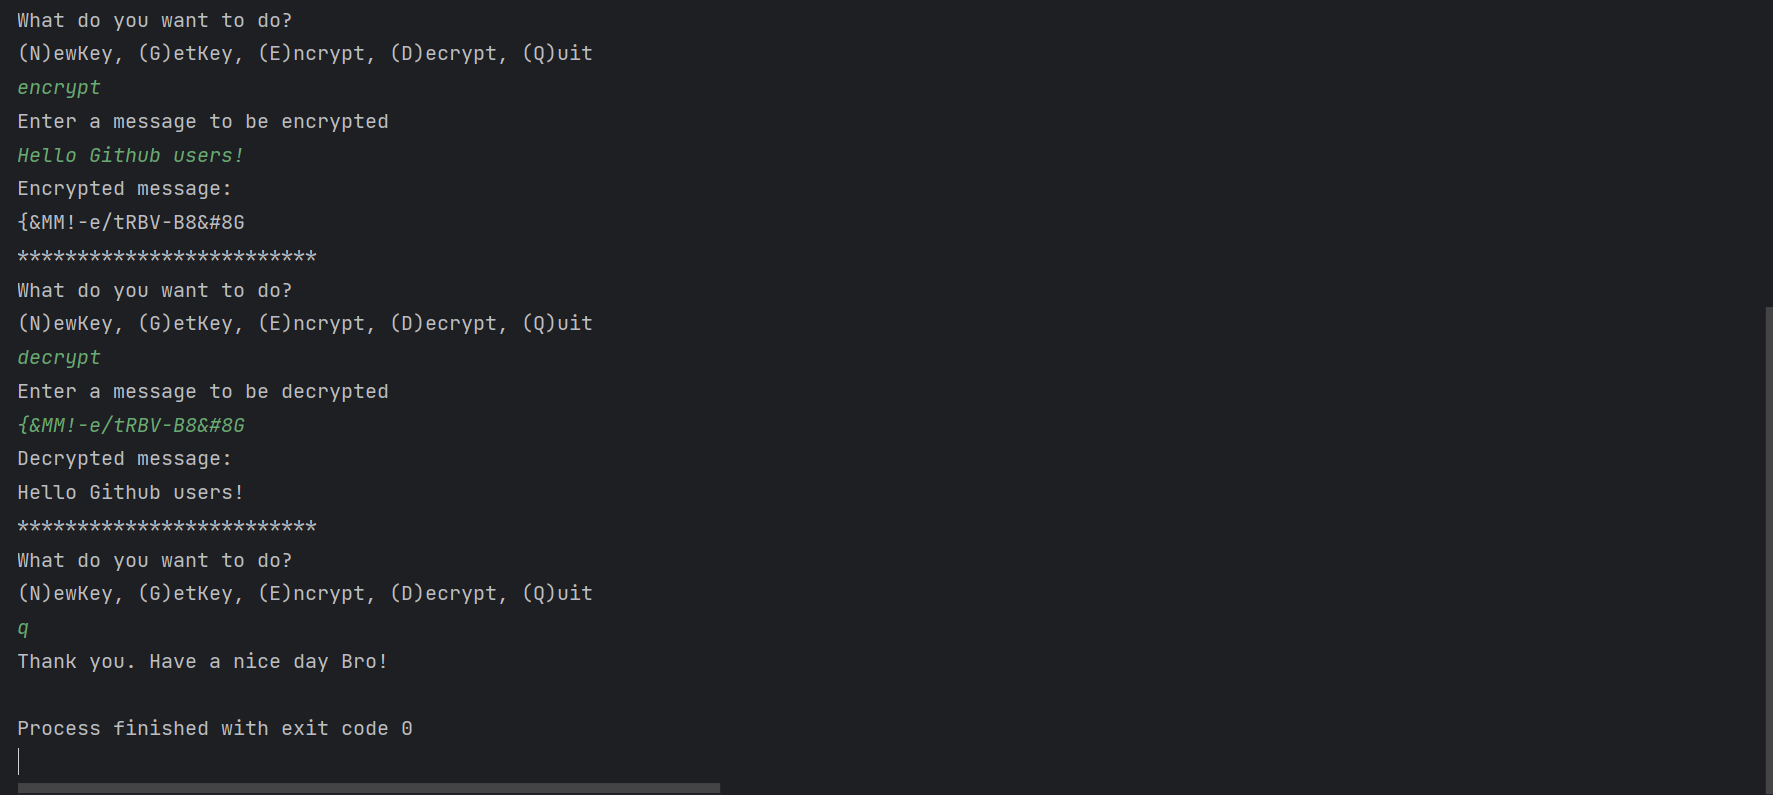 What do you want to do?
(N)ewKey, (G)etKey, (E)ncrypt, (D)ecrypt, (Q)uit
encrypt
Enter a message to be encrypted
Hello Github users!
Encrypted message:
{&MM!-e/tRBV-B8&#8G
*************************
What do you want to do?
(N)ewKey, (G)etKey, (E)ncrypt, (D)ecrypt, (Q)uit
decrypt
Enter a message to be decrypted
{&MM!-e/tRBV-B8&#8G
Decrypted message:
Hello Github users!
*************************
What do you want to do?
(N)ewKey, (G)etKey, (E)ncrypt, (D)ecrypt, (Q)uit
q
Thank you. Have a nice day Bro!
Process finished with exit code 0